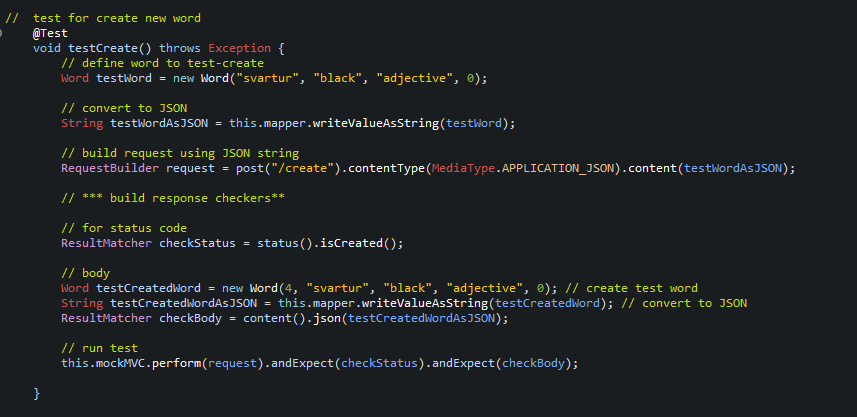 //  test for create new word
@Test
void testCreate() throws Exception {
// define word to test-create
Word testWord = new Word("svartur", "black", "adjective", 0);
// convert to JSON
String testWordAsJSON = this.mapper.writeValueAsString(testWord);
// build request using JSON string
RequestBuilder request = post("/create").contentType(MediaType.APPLICATION_JSON).content(testWordAsJSON);
// *** build response checkers**
// for status code
ResultMatcher checkStatus = status().isCreated();
// body
Word testCreatedWord = new Word(4, "svartur", "black", "adjective", 0); // create test word
String testCreatedWordAsJSON = this.mapper.writeValueAsString(testCreatedWord); // convert to JSON
ResultMatcher checkBody = content().json(testCreatedWordAsJSON);
// run test
this.mockMVC.perform(request).andExpect(checkStatus).andExpect(checkBody);
}